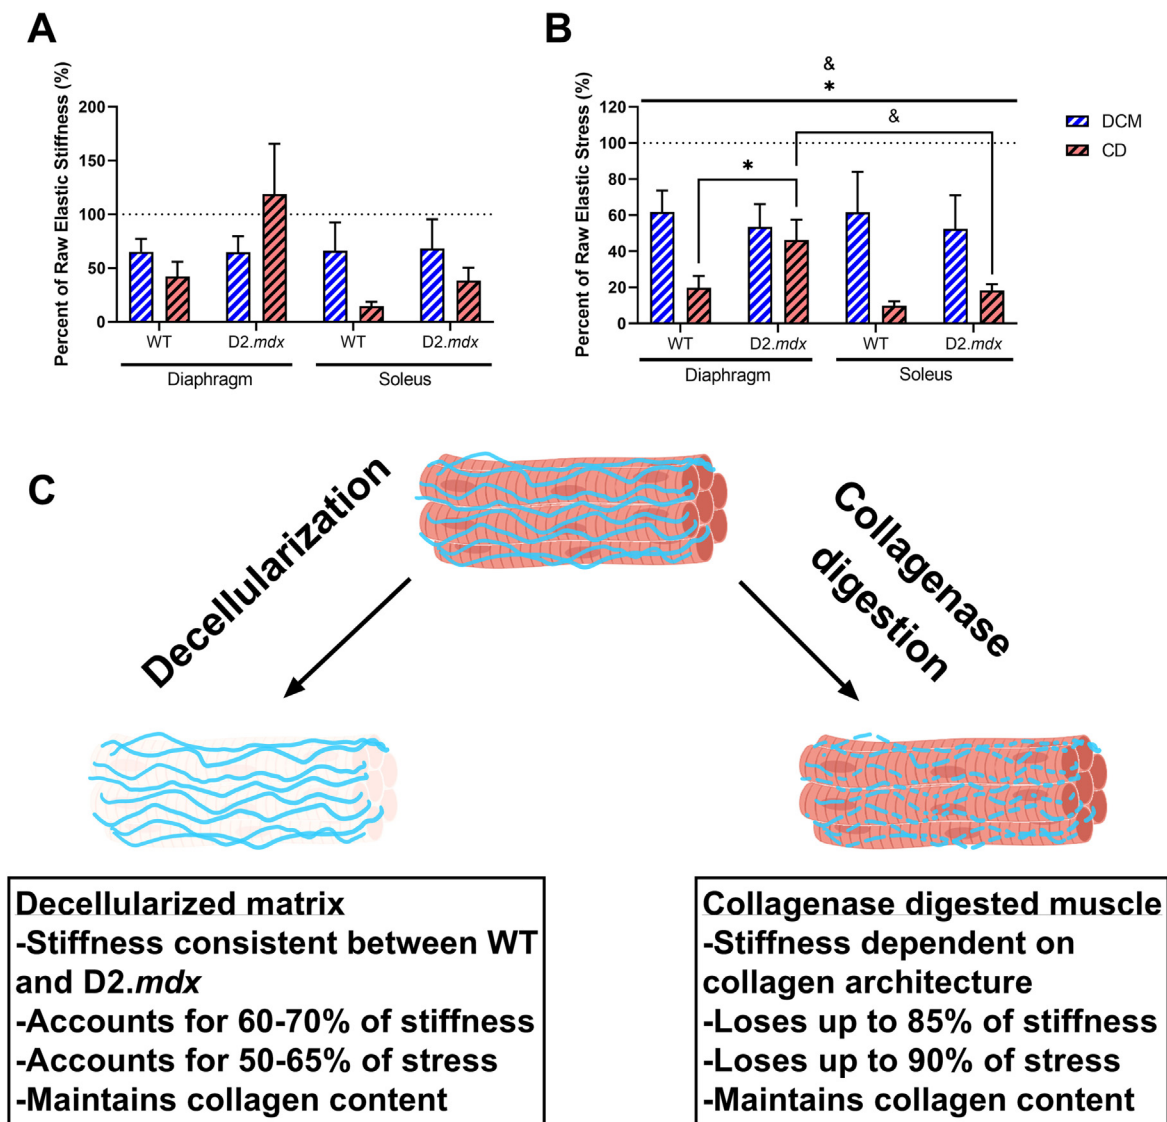 A
Percent of Raw Elastic Stiffness (%)
200
150
100
50
0
WT
D2.mdx
WT
D2.mdx
Diaphragm
Soleus
B
Percent of Raw Elastic Stress (%)
&
*
120
100
80
60
40
20
0
*
&
WT
D2.mdx
WT
D2.mdx
Diaphragm
Soleus
DCM
CD
C
Decellularization
Collagenase
digestion
Decellularized matrix
-Stiffness consistent between WT
and D2.mdx
-Accounts for 60-70% of stiffness
-Accounts for 50-65% of stress
-Maintains collagen content
Collagenase digested muscle
-Stiffness dependent on
collagen architecture
-Loses up to 85% of stiffness
-Loses up to 90% of stress
-Maintains collagen content